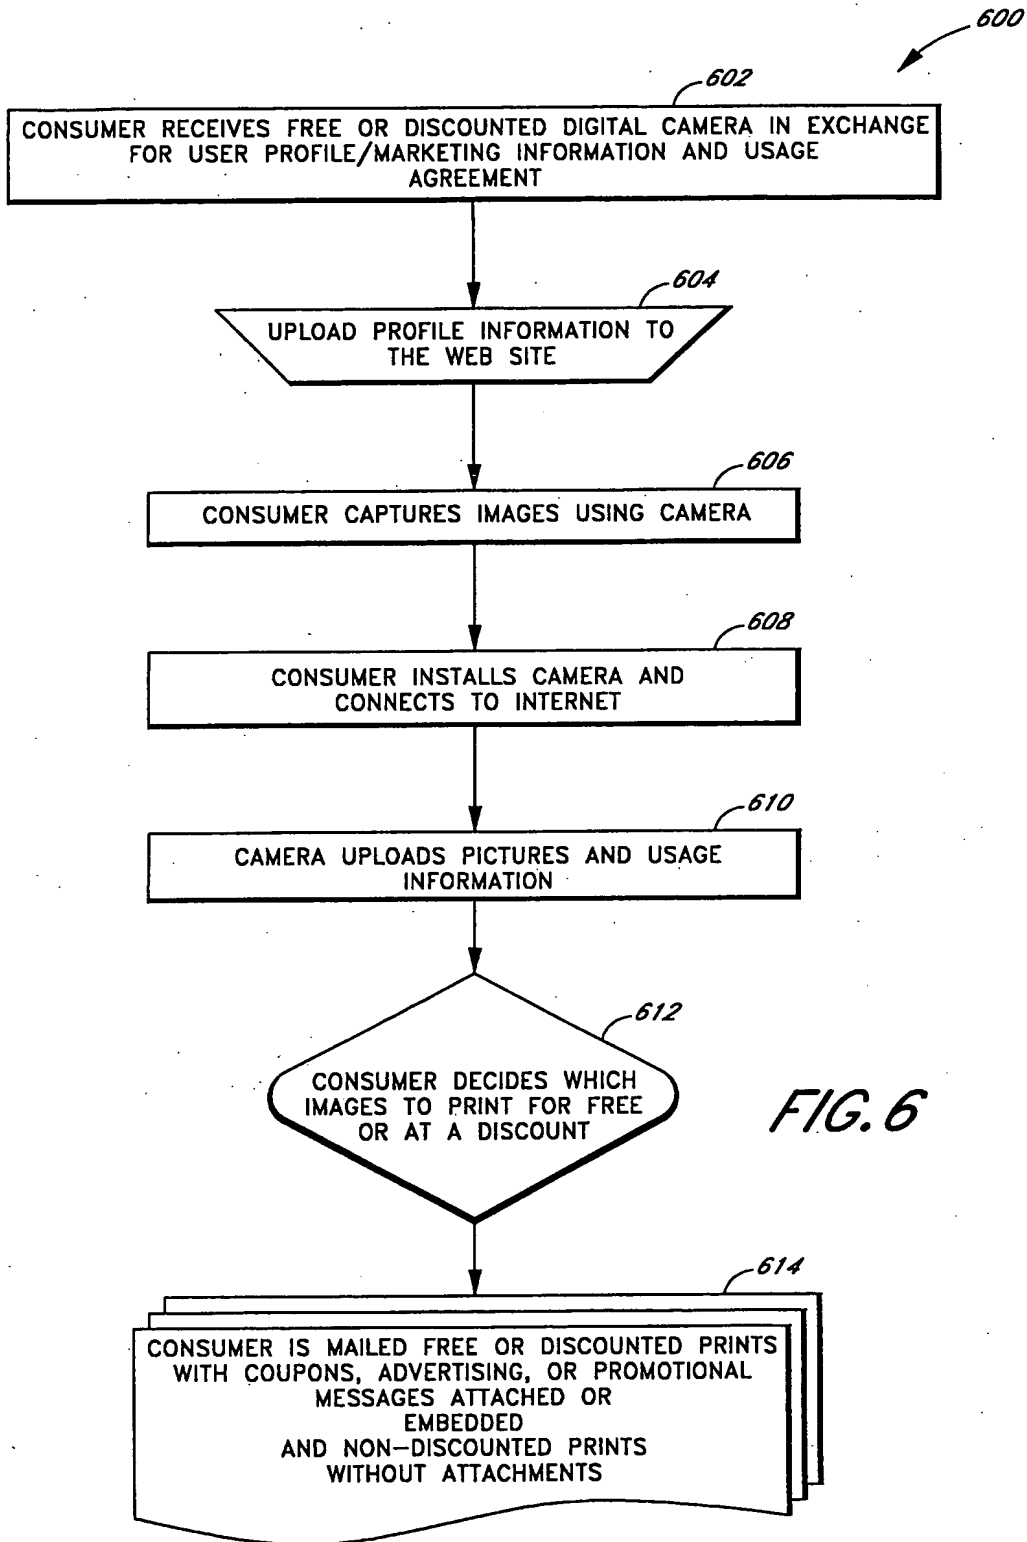 600
602
CONSUMER RECEIVES FREE OR DISCOUNTED DIGITAL CAMERA IN EXCHANGE
FOR USER PROFILE/MARKETING INFORMATION AND USAGE
AGREEMENT
604
UPLOAD PROFILE INFORMATION TO
THE WEB SITE
606
CONSUMER CAPTURES IMAGES USING CAMERA
608
CONSUMER INSTALLS CAMERA AND
CONNECTS TO INTERNET
610
CAMERA UPLOADS PICTURES AND USAGE
INFORMATION
612
CONSUMER DECIDES WHICH
IMAGES TO PRINT FOR FREE
OR AT A DISCOUNT
FIG. 6
614
CONSUMER IS MAILED FREE OR DISCOUNTED PRINTS
WITH COUPONS, ADVERTISING, OR PROMOTIONAL
MESSAGES ATTACHED OR
EMBEDDED
AND NON-DISCOUNTED PRINTS
WITHOUT ATTACHMENTS